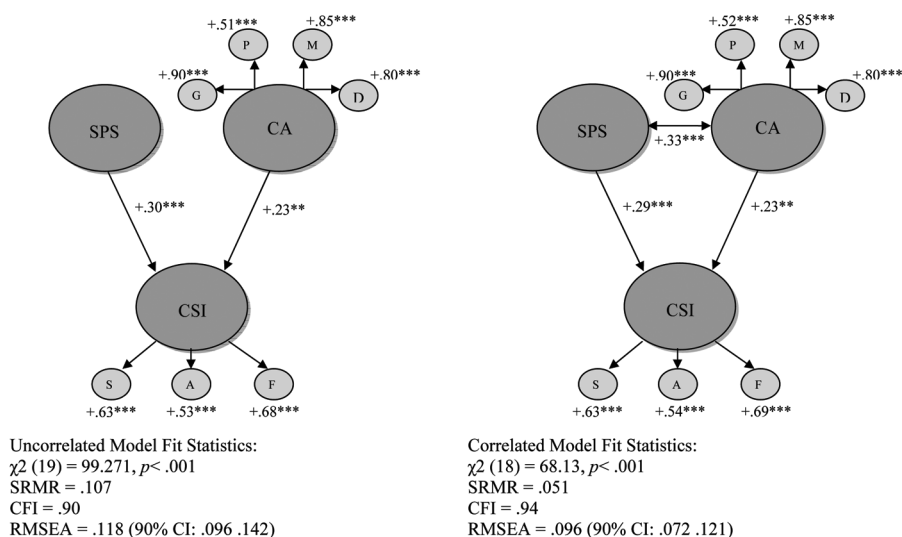 +.51***
+.85***
P
M
+.90***
+.80***
G
D
SPS
CA
+.30***
+.23**
CSI
S
A
F
+.63***
+.53***
+.68***
Uncorrelated Model Fit Statistics:
χ2 (19) = 99.271, p< .001
SRMR = .107
CFI = .90
RMSEA = .118 (90% CI: .096 .142)
+.52***
+.85***
P
M
+.90***
+.80***
G
D
SPS
CA
+.33***
+.29***
+.23**
CSI
S
A
F
+.63***
+.54***
+.69***
Correlated Model Fit Statistics:
χ2 (18) = 68.13, p< .001
SRMR = .051
CFI = .94
RMSEA = .096 (90% CI: .072 .121)